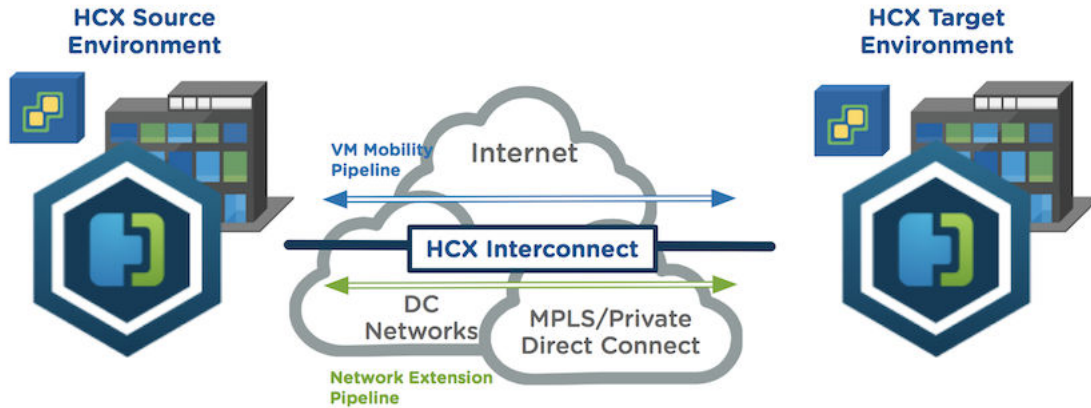 HCX Source
Environment
HCX Target
Environment
VM Mobility
Pipeline
Internet
HCX Interconnect
DC
Networks
MPLS/Private
Direct Connect
Network Extension
Pipeline